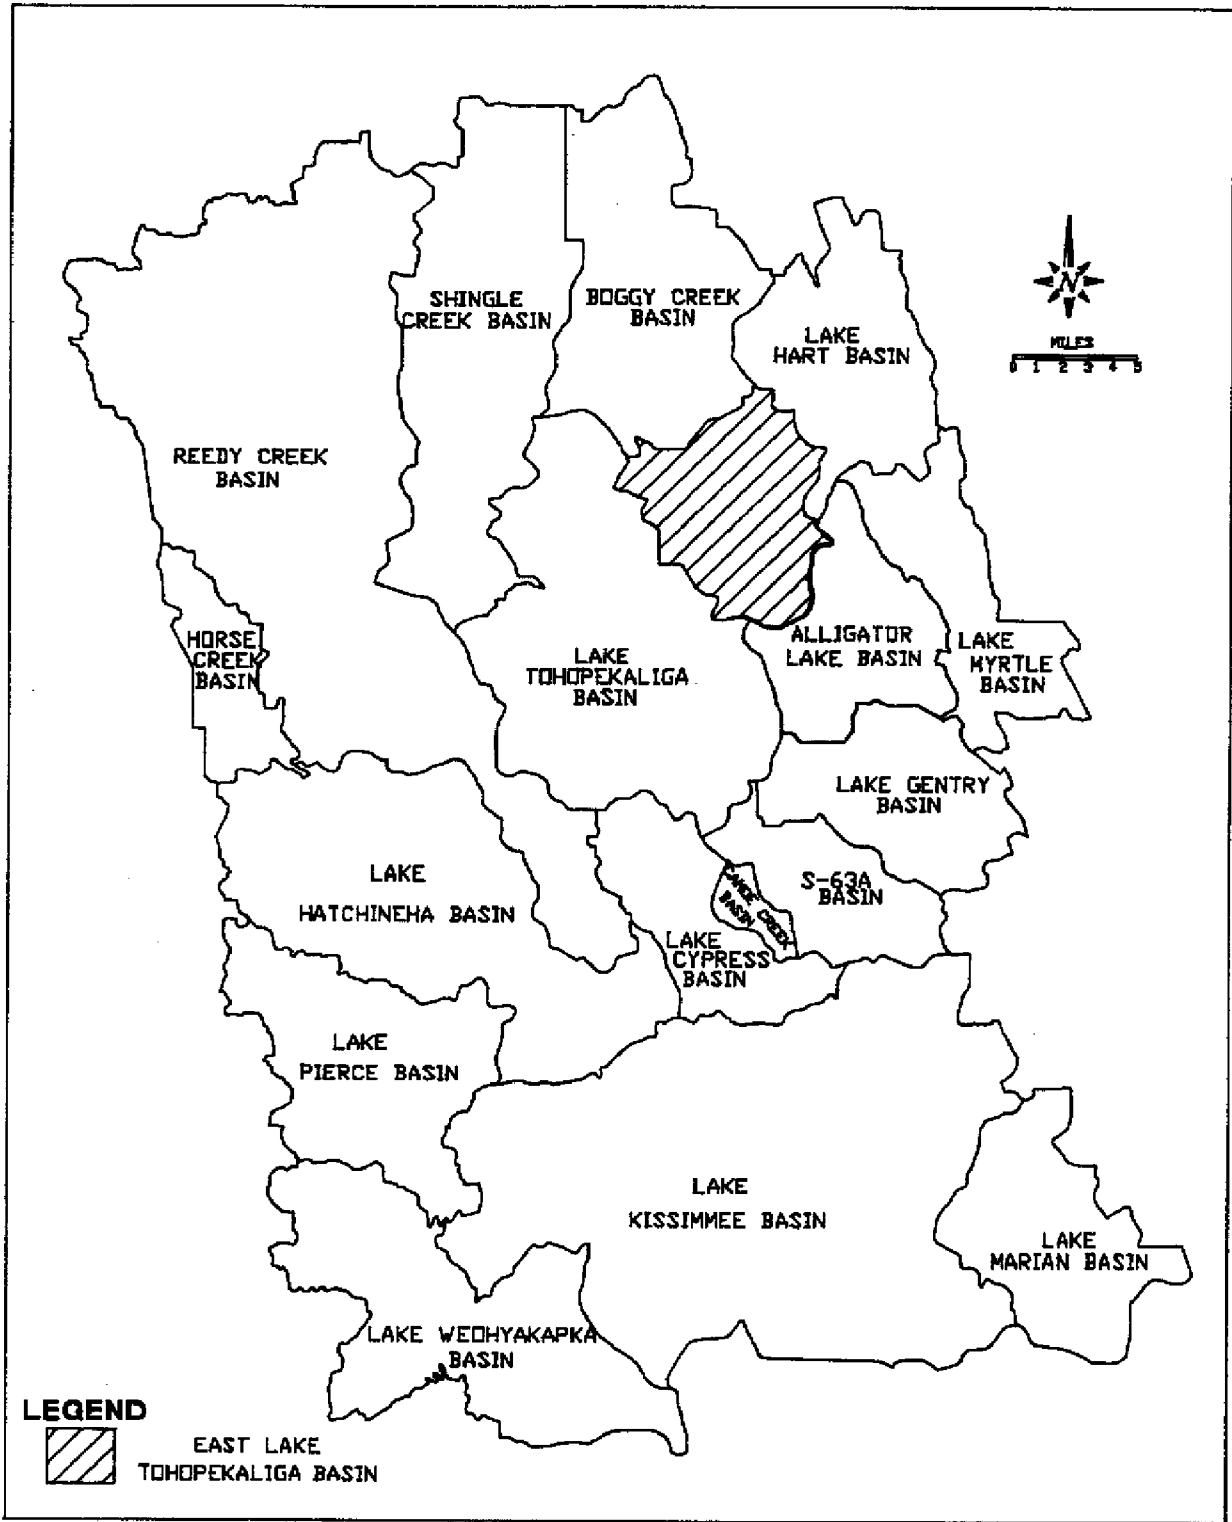 SHINGLE
CREEK BASIN
BOGGY CREEK
BASIN
LAKE
HART BASIN
N
MILES
0 1 2 3 4 5
REEDY CREEK
BASIN
HORSE
CREEK
BASIN
LAKE
TOHOPEKALIGA
BASIN
ALLIGATOR
LAKE BASIN
LAKE
MYRTLE
BASIN
LAKE GENTRY
BASIN
LAKE
HATCHINEHA BASIN
S-63A
BASIN
CANOE CREEK
BASIN
LAKE
CYPRESS
BASIN
LAKE
PIERCE BASIN
LAKE
KISSIMMEE BASIN
LAKE
MARIAN BASIN
LAKE WEOHYAKAPKA
BASIN
LEGEND
EAST LAKE
TOHOPEKALIGA BASIN